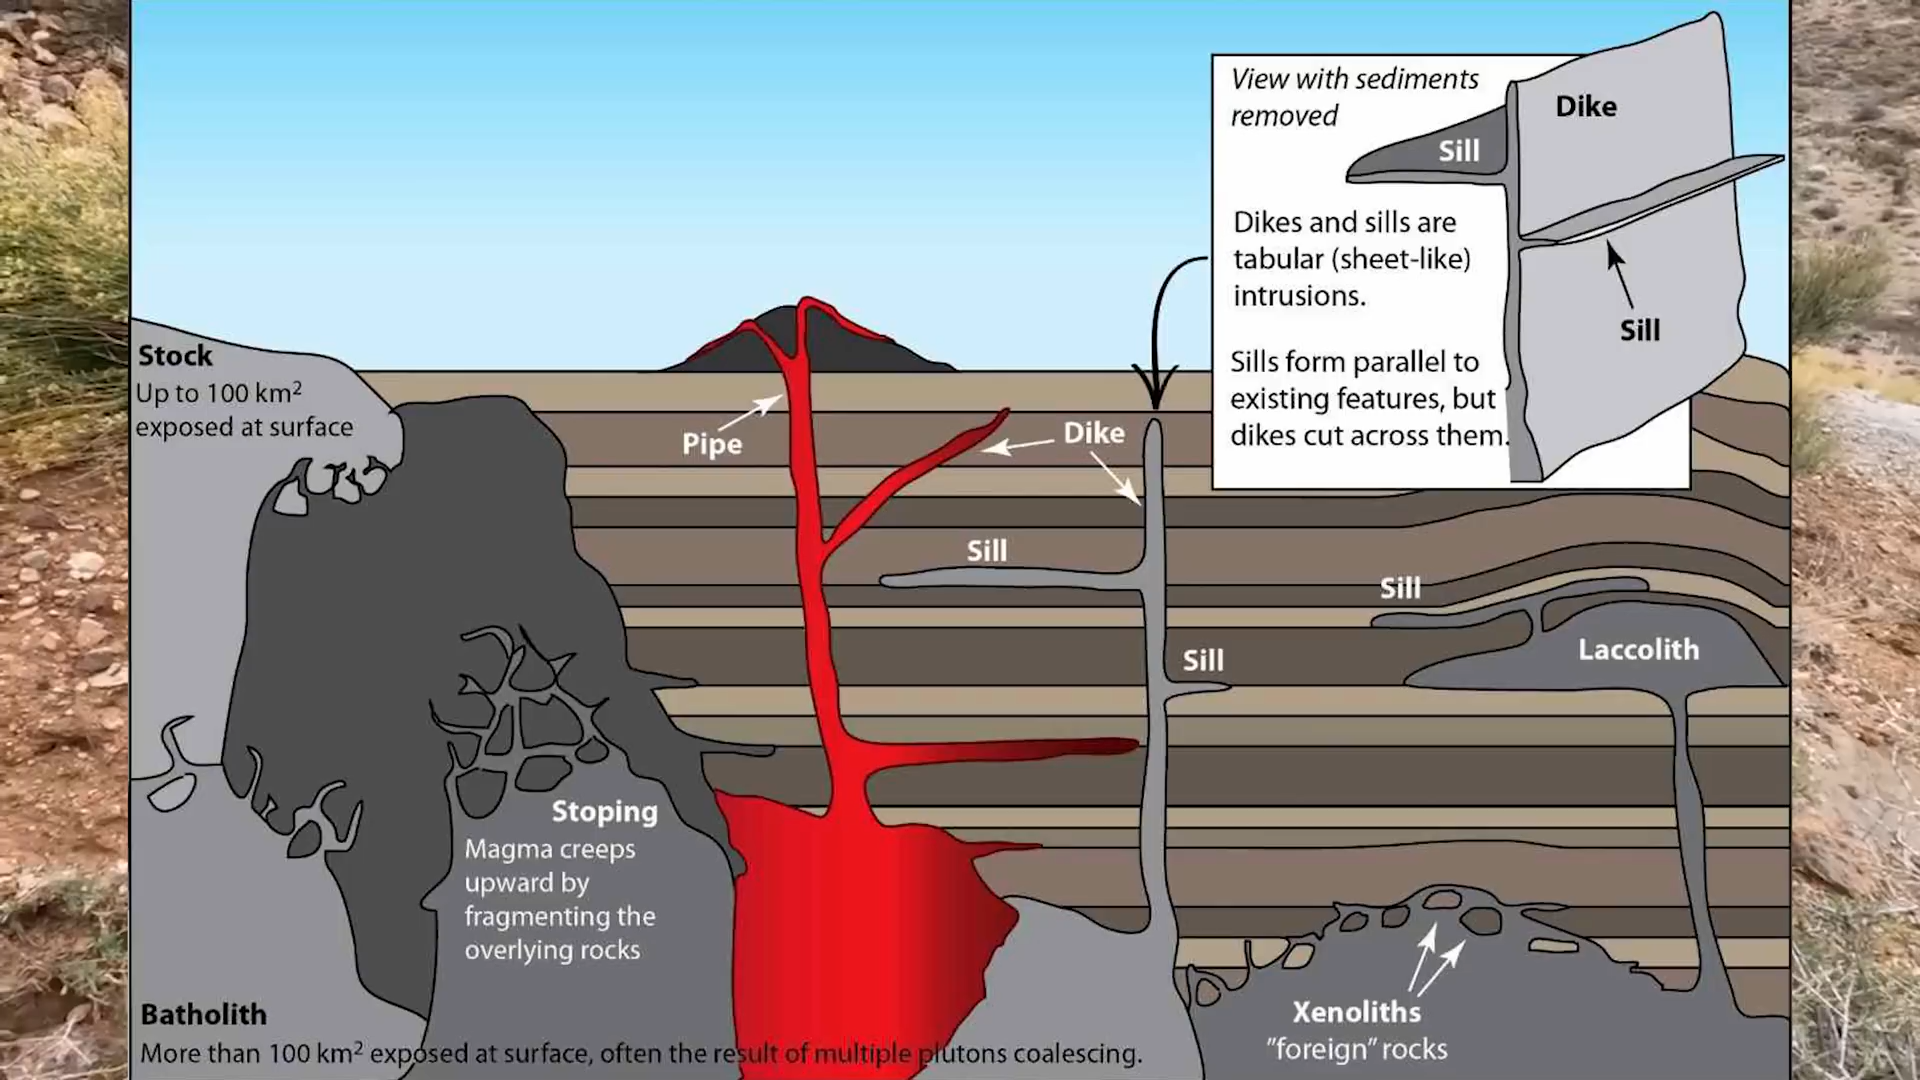 View with sediments
removed
Dike
Sill
Dikes and sills are
tabular (sheet-like)
intrusions.
Sill
Sills form parallel to
existing features, but
dikes cut across them.
Stock
Up to 100 km²
exposed at surface
Pipe
Dike
Sill
Sill
Sill
Laccolith
Stoping
Magma creeps
upward by
fragmenting the
overlying rocks
Xenoliths
"foreign" rocks
Batholith
More than 100 km² exposed at surface, often the result of multiple plutons coalescing.